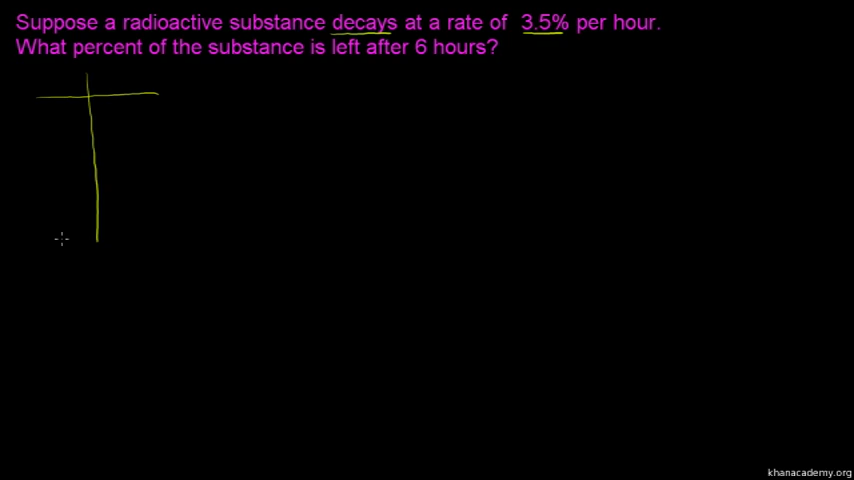 Suppose a radioactive substance decays at a rate of 3.5% per hour.
What percent of the substance is left after 6 hours?
khanacademy.org